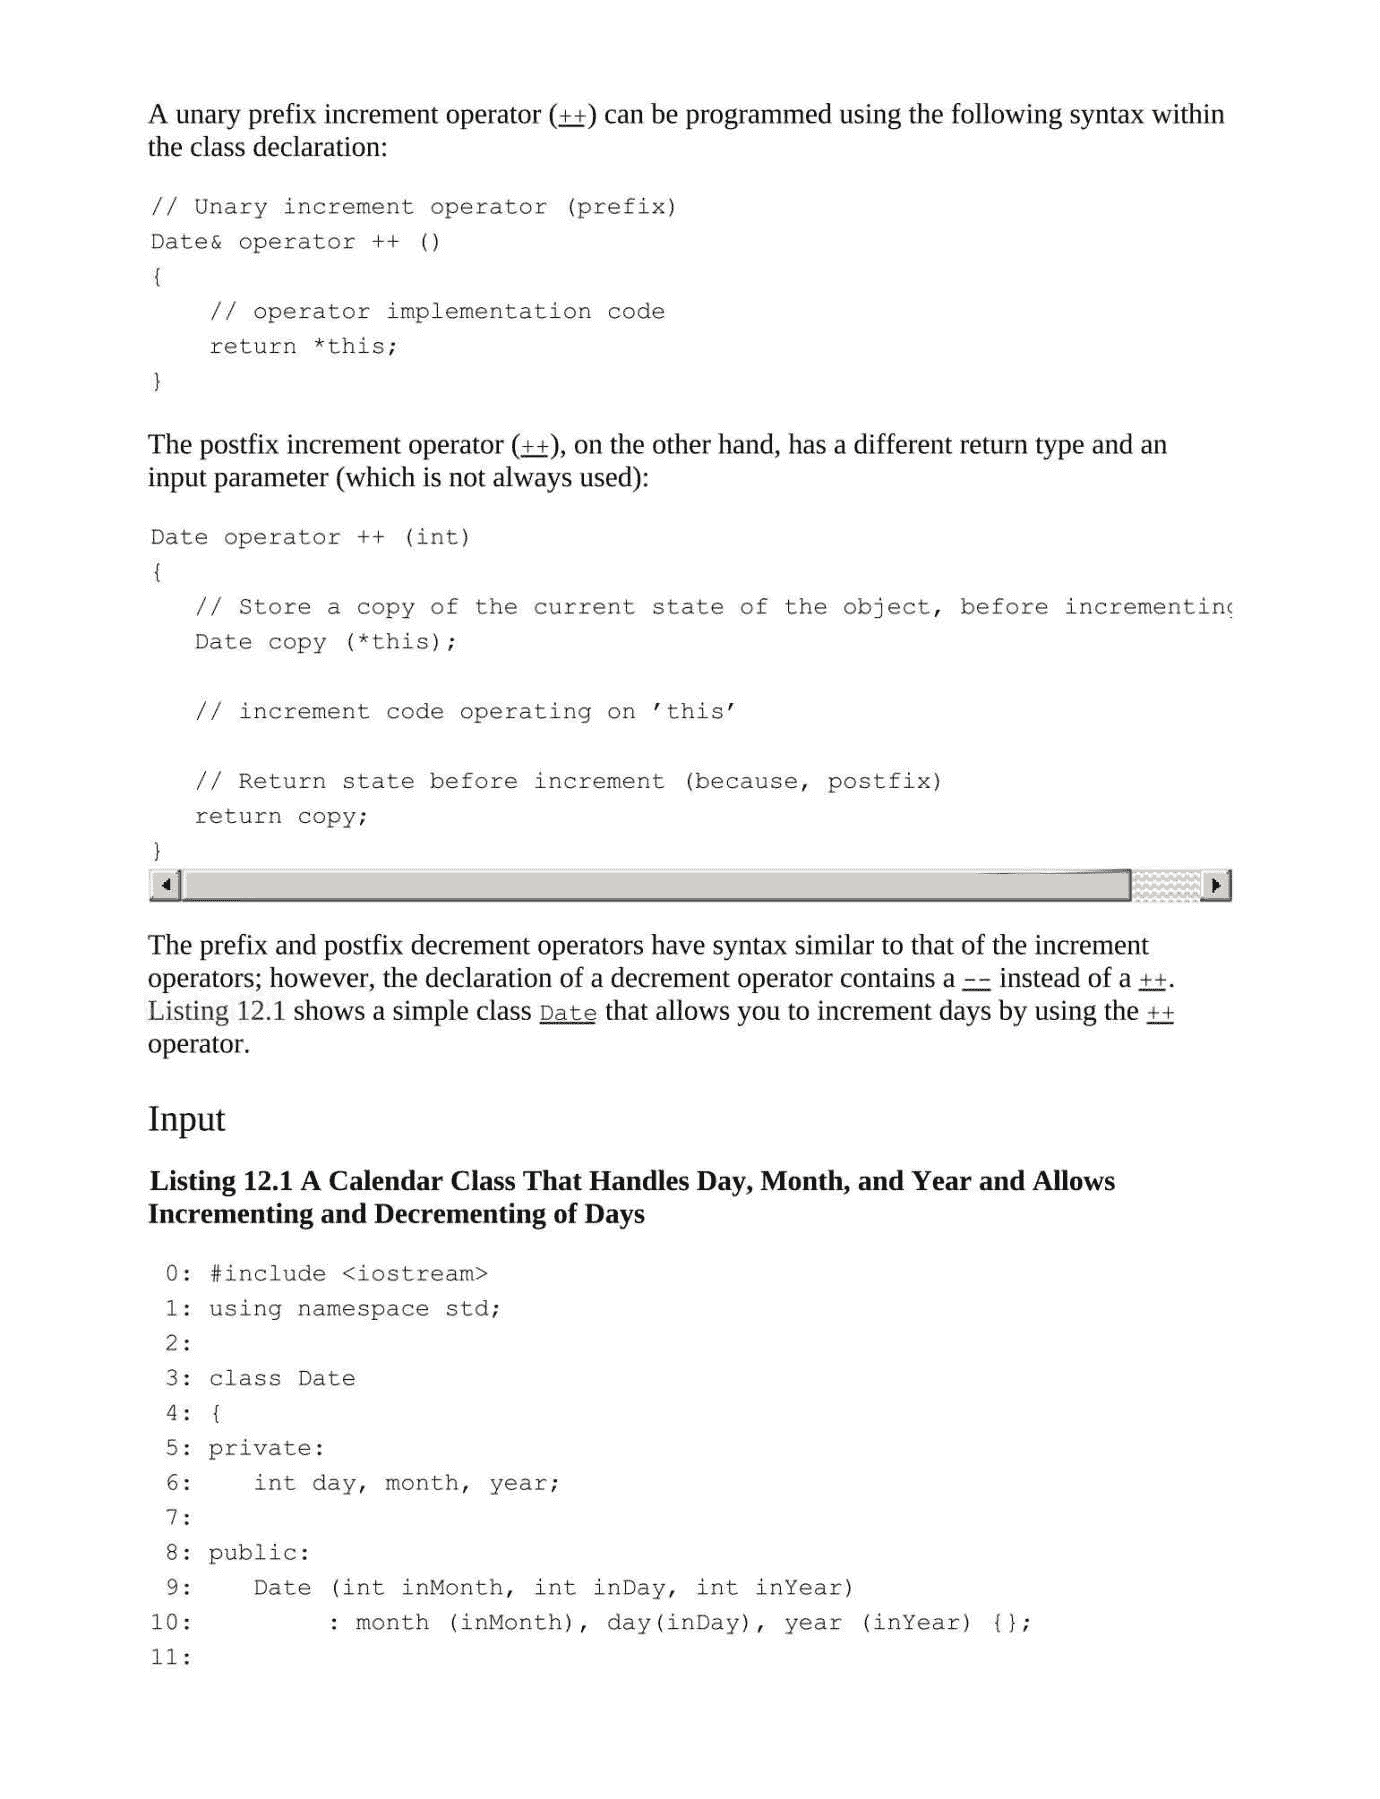 A unary prefix increment operator (++) can be programmed using the following syntax within
the class declaration:
// Unary increment operator (prefix)
Date& operator ++ ()
{
    // operator implementation code
    return *this;
}
The postfix increment operator (++), on the other hand, has a different return type and an
input parameter (which is not always used):
Date operator ++ (int)
{
   // Store a copy of the current state of the object, before incrementing
   Date copy (*this);
   // increment code operating on ’this’
   // Return state before increment (because, postfix)
   return copy;
}
The prefix and postfix decrement operators have syntax similar to that of the increment
operators; however, the declaration of a decrement operator contains a -- instead of a ++.
Listing 12.1 shows a simple class Date that allows you to increment days by using the ++
operator.
Input
Listing 12.1 A Calendar Class That Handles Day, Month, and Year and Allows
Incrementing and Decrementing of Days
 0: #include <iostream>
 1: using namespace std;
 2:
 3: class Date
 4: {
 5: private:
 6:    int day, month, year;
 7:
 8: public:
 9:    Date (int inMonth, int inDay, int inYear)
10:         : month (inMonth), day(inDay), year (inYear) {};
11: